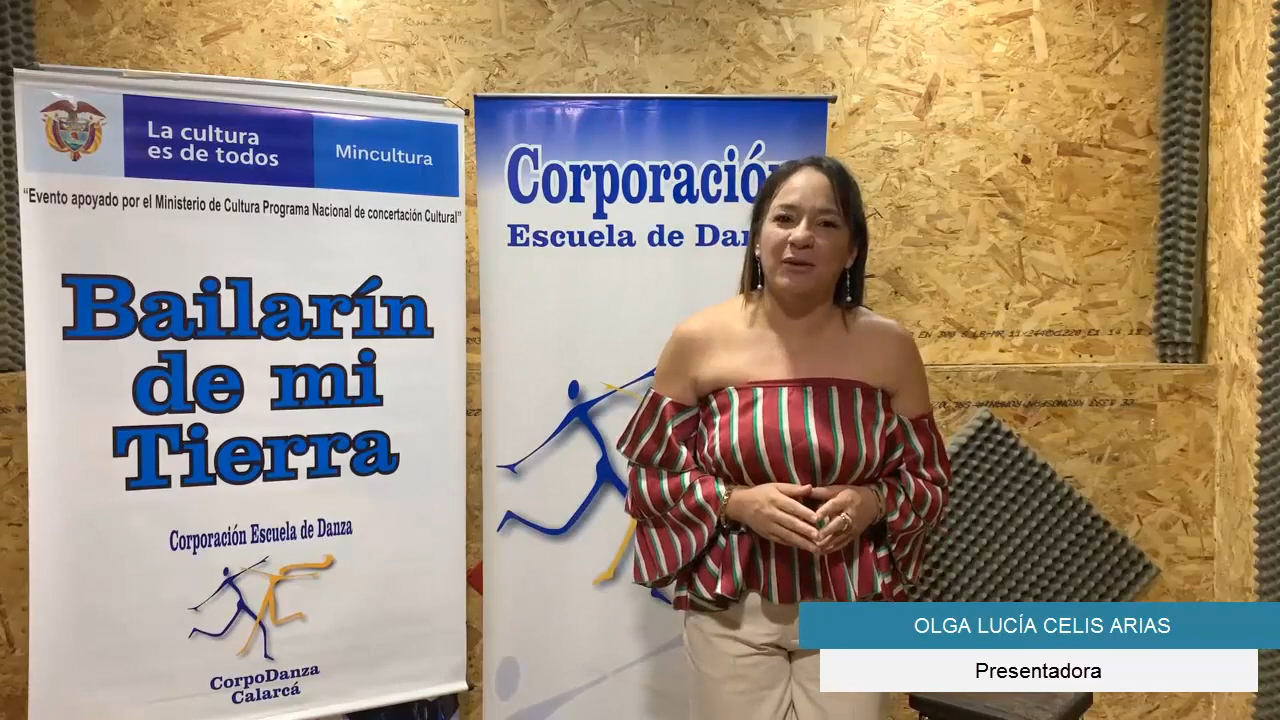 La cultura
es de todos
Mincultura
“Evento apoyado por el Ministerio de Cultura Programa Nacional de concertación Cultural”
Bailarín
de mi
Tierra
Corporación Escuela de Danza
CorpoDanza
Calarcá
Corporación
Escuela de Dan
OLGA LUCÍA CELIS ARIAS
Presentadora